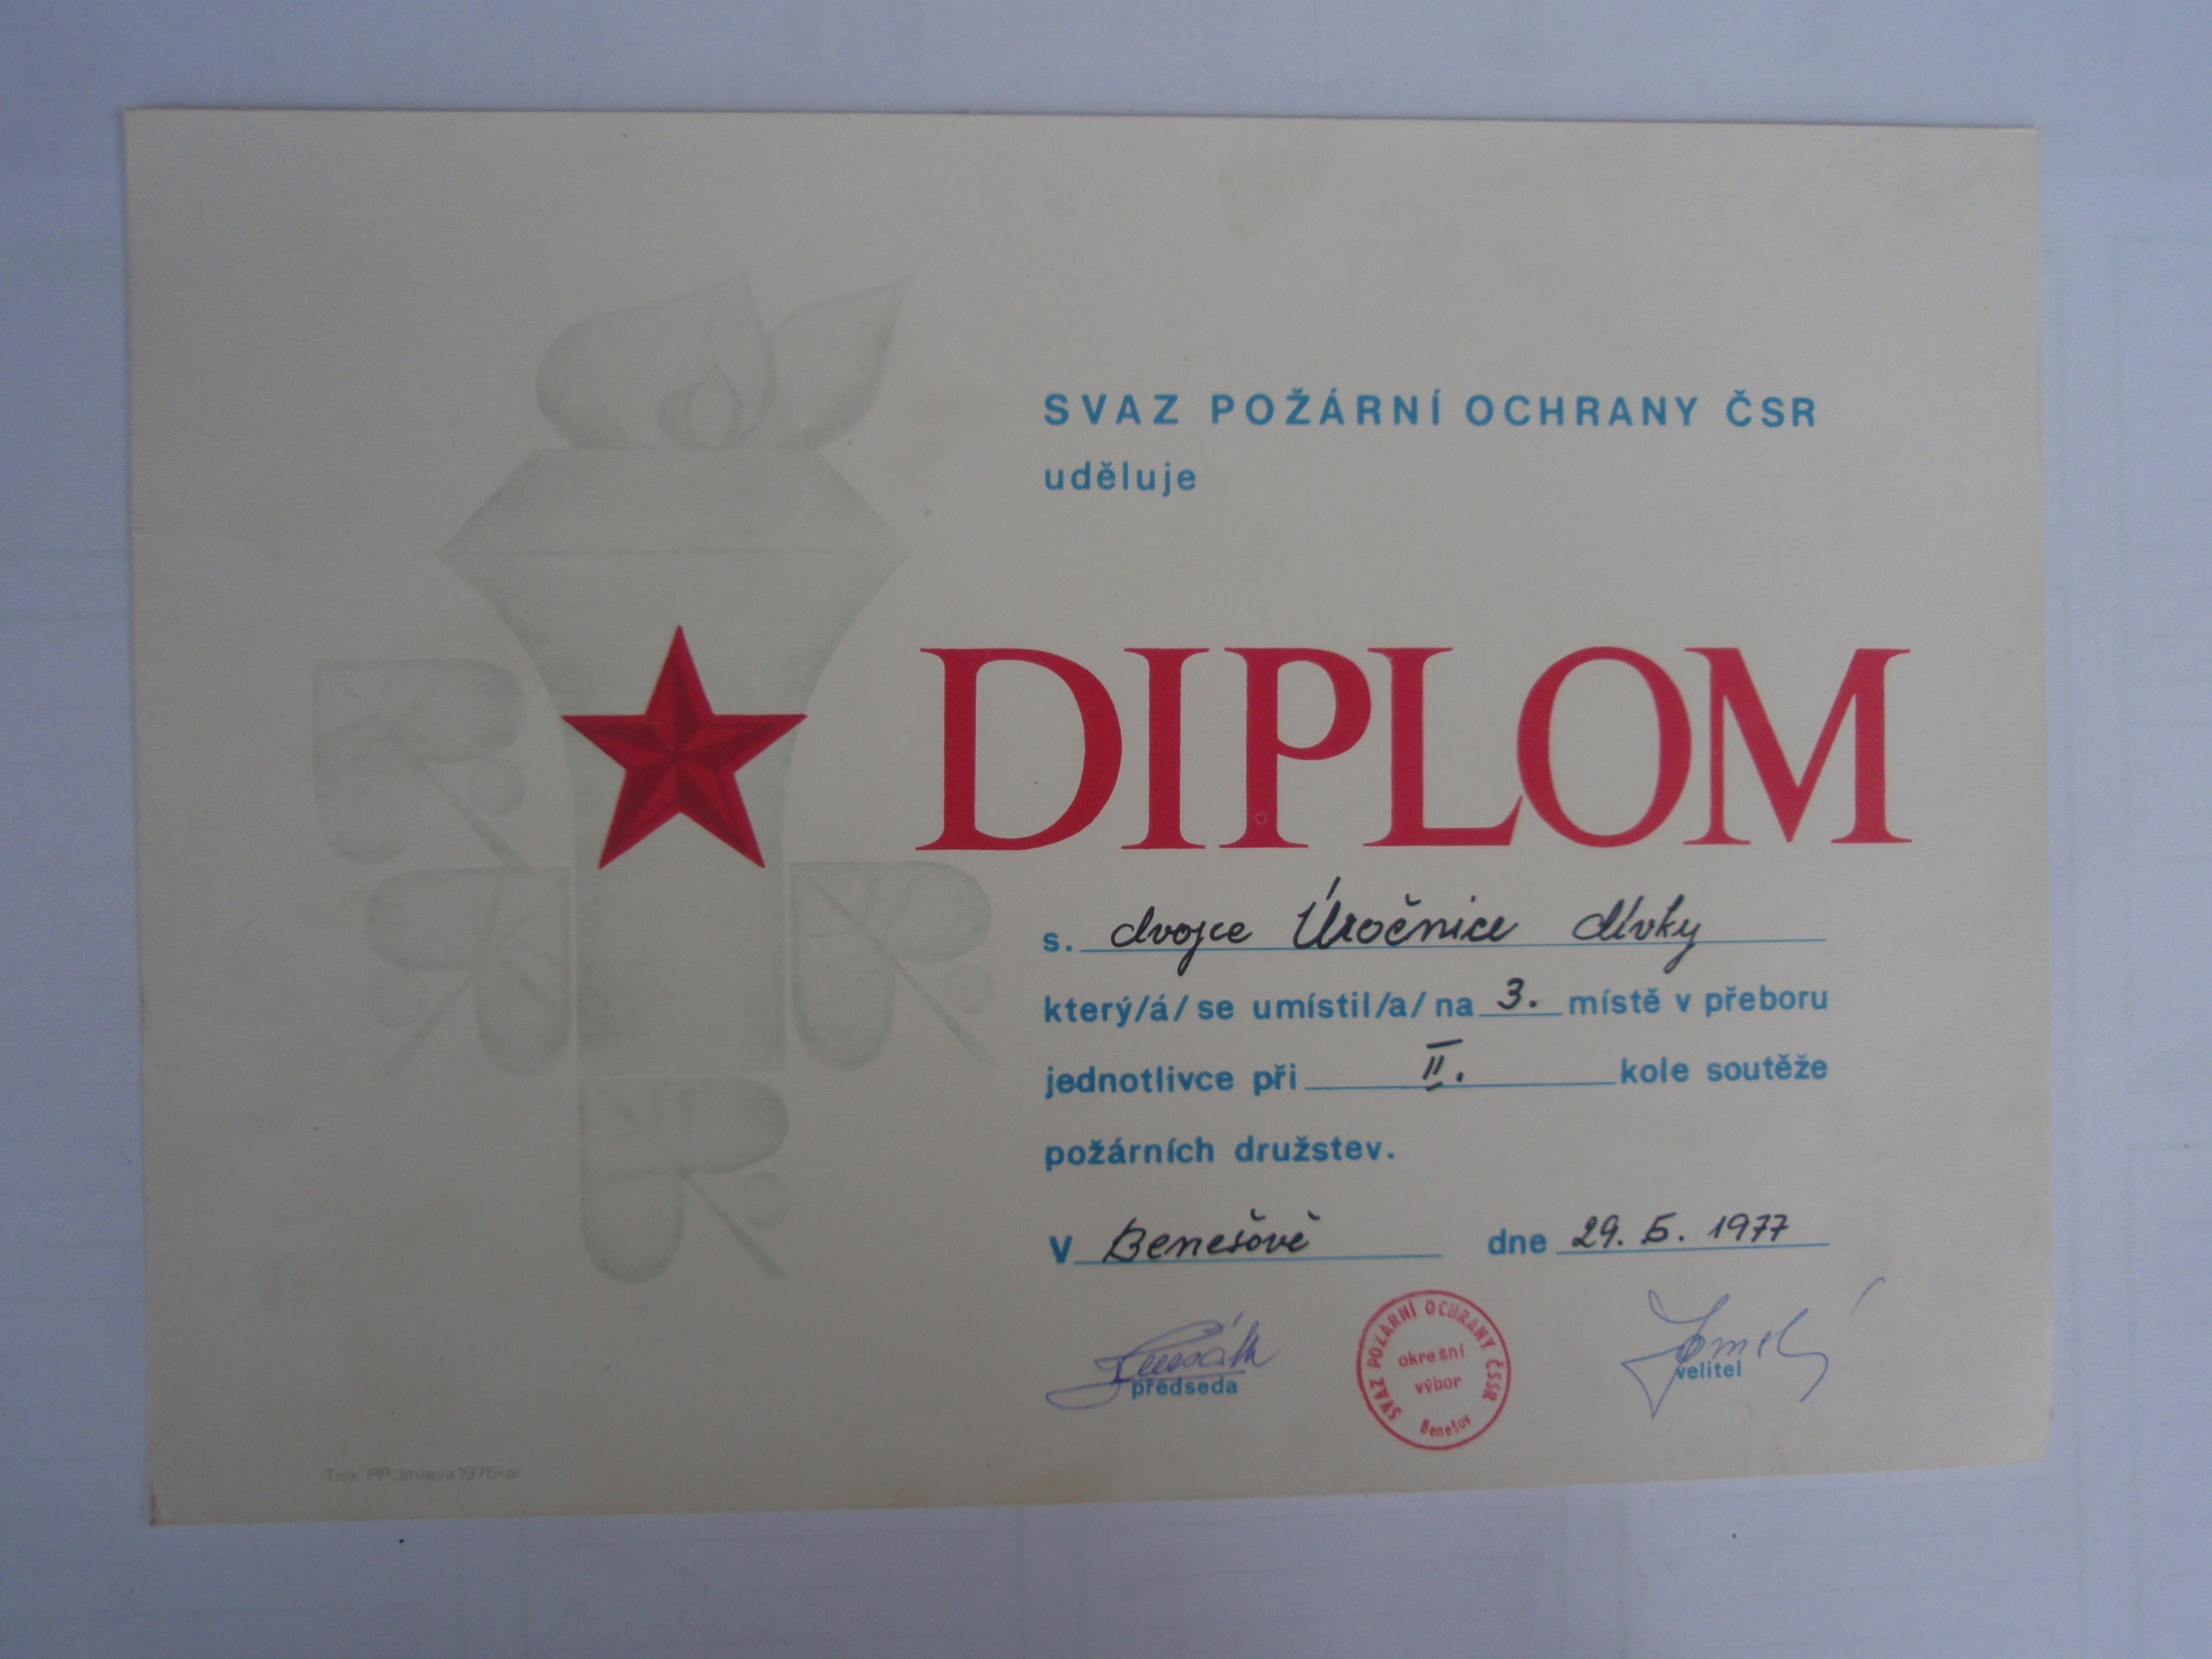 SVAZ POŽÁRNÍ OCHRANY ČSR
uděluje
DIPLOM
s. dvojce Úročnice dívky
který/á/ se umístil/a/ na 3. místě v přeboru
jednotlivce při II. kole soutěže
požárních družstev.
V Benešově dne 29. 5. 1977
předseda
SVAZ POŽÁRNÍ OCHRANY ČSSR
okresní
výbor
Benešov
velitel
Tisk PP Jihlava 1975